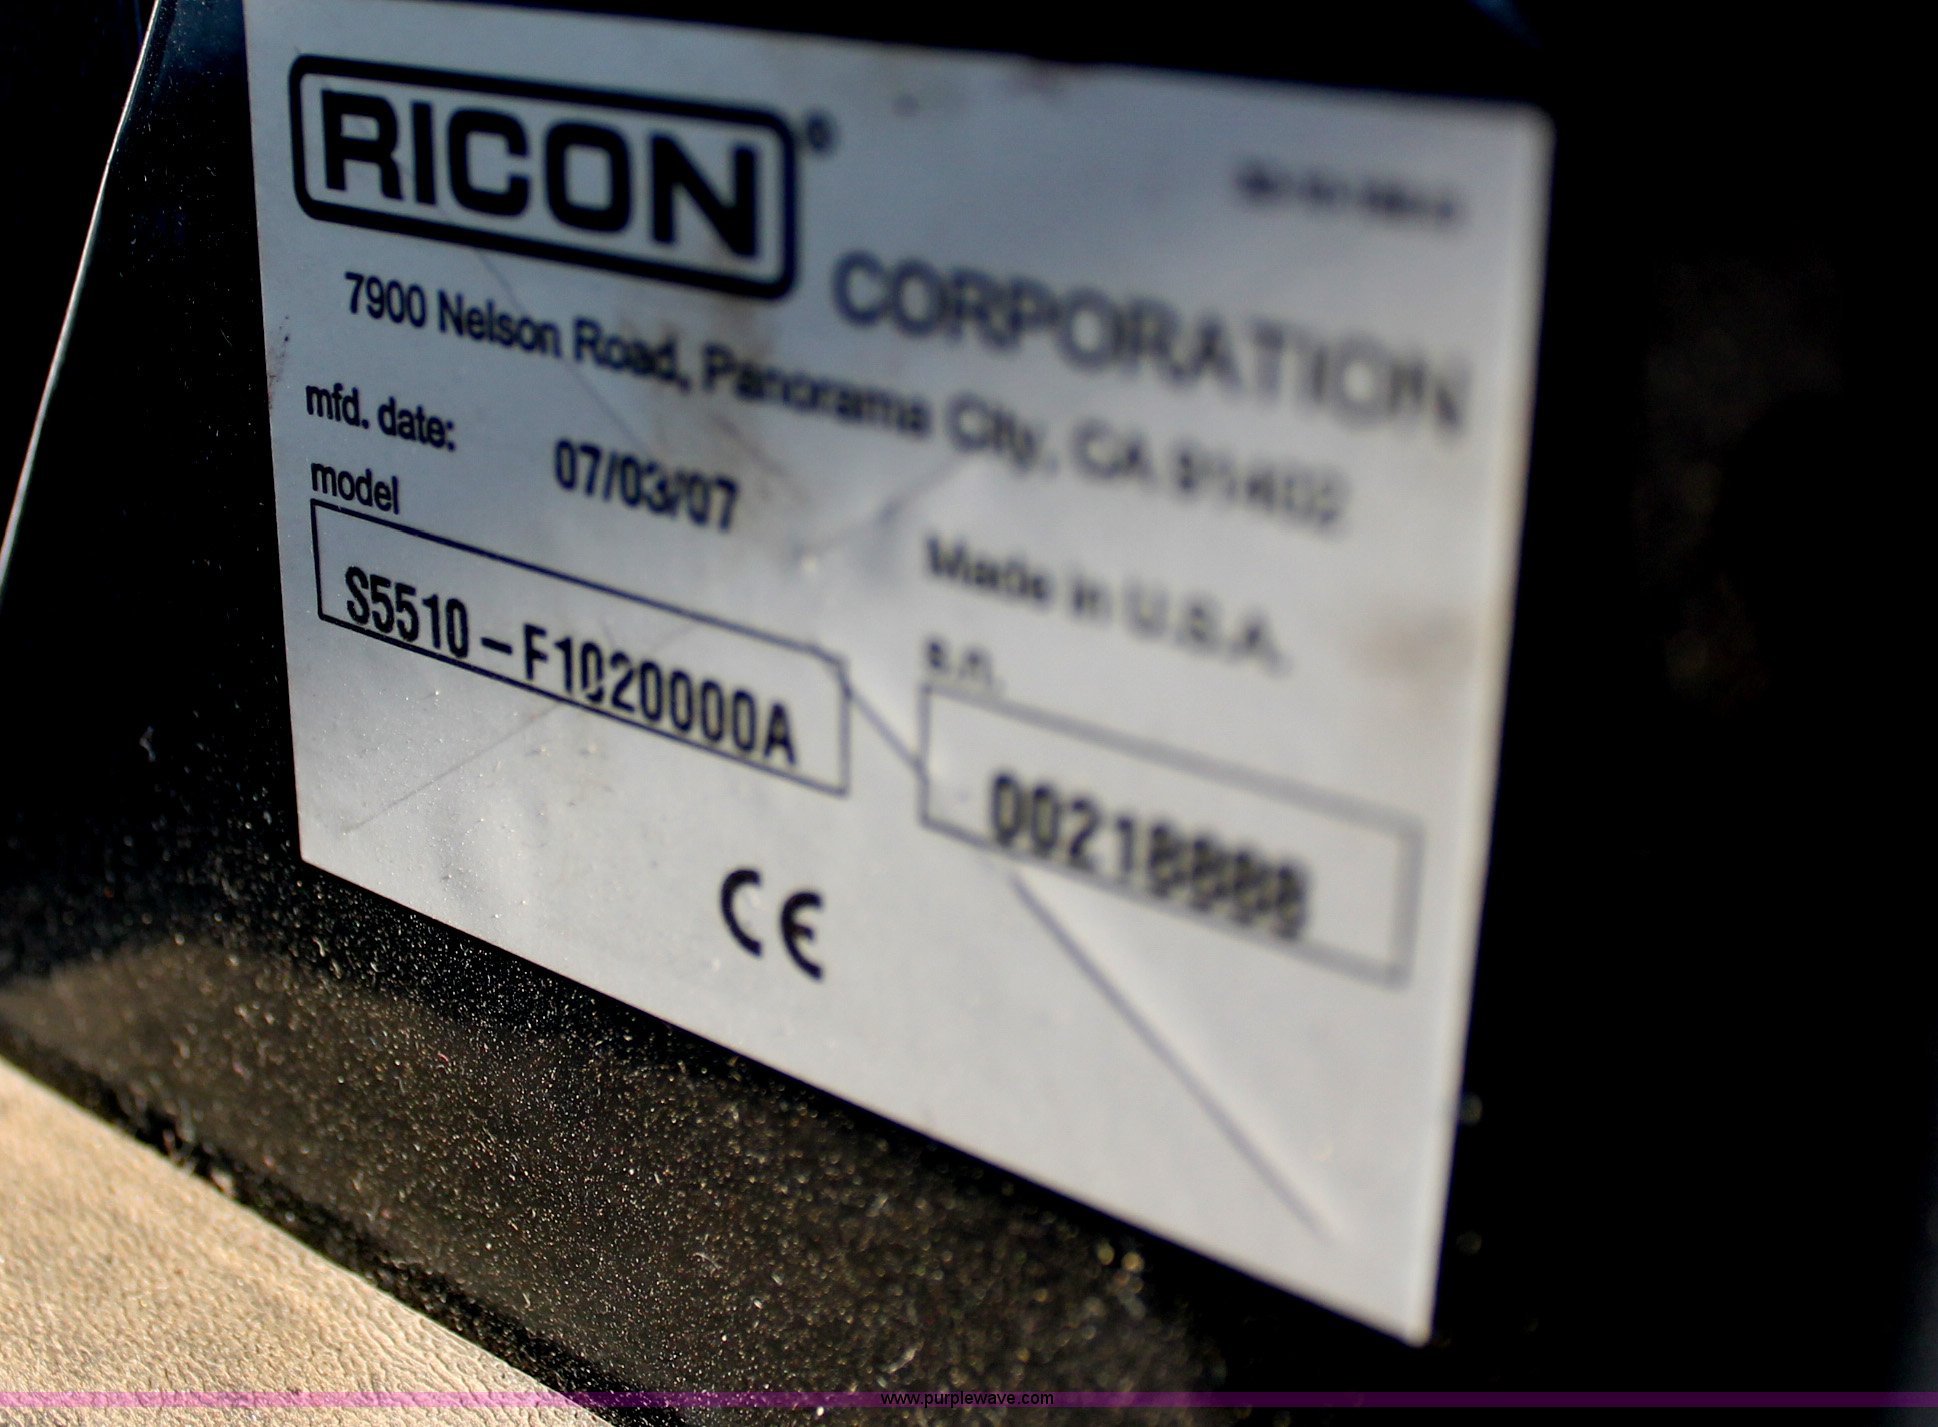 RICON®
CORPORATION
7900 Nelson Road, Panorama City, CA 91402
mfd. date: 07/03/07
Made in U.S.A.
model
S5510-F1020000A
s.n.
CE
www.purplewave.com